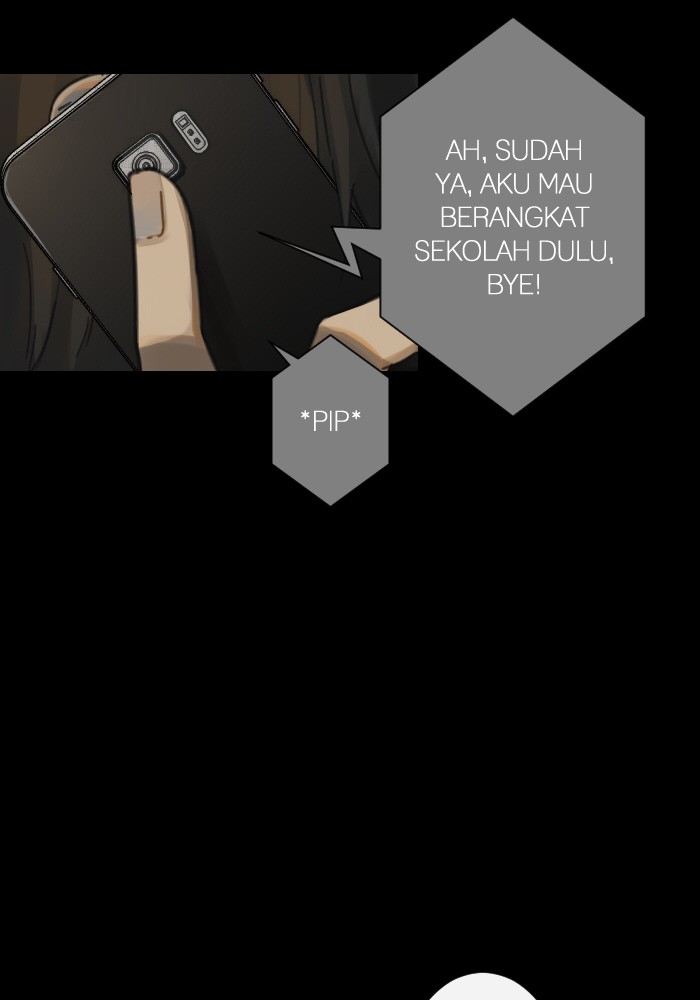 AH, SUDAH
YA, AKU MAU
BERANGKAT
SEKOLAH DULU,
BYE!
*PIP*